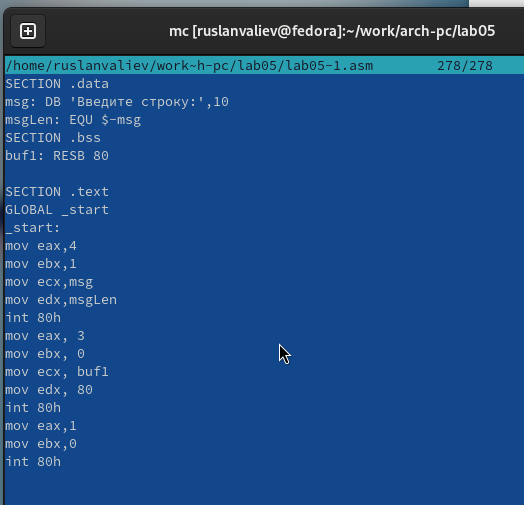 mc [ruslanvaliev@fedora]:~/work/arch-pc/lab05
/home/ruslanvaliev/work~h-pc/lab05/lab05-1.asm 278/278
SECTION .data
msg: DB 'Введите строку:',10
msgLen: EQU $-msg
SECTION .bss
buf1: RESB 80

SECTION .text
GLOBAL _start
_start:
mov eax,4
mov ebx,1
mov ecx,msg
mov edx,msgLen
int 80h
mov eax, 3
mov ebx, 0
mov ecx, buf1
mov edx, 80
int 80h
mov eax,1
mov ebx,0
int 80h